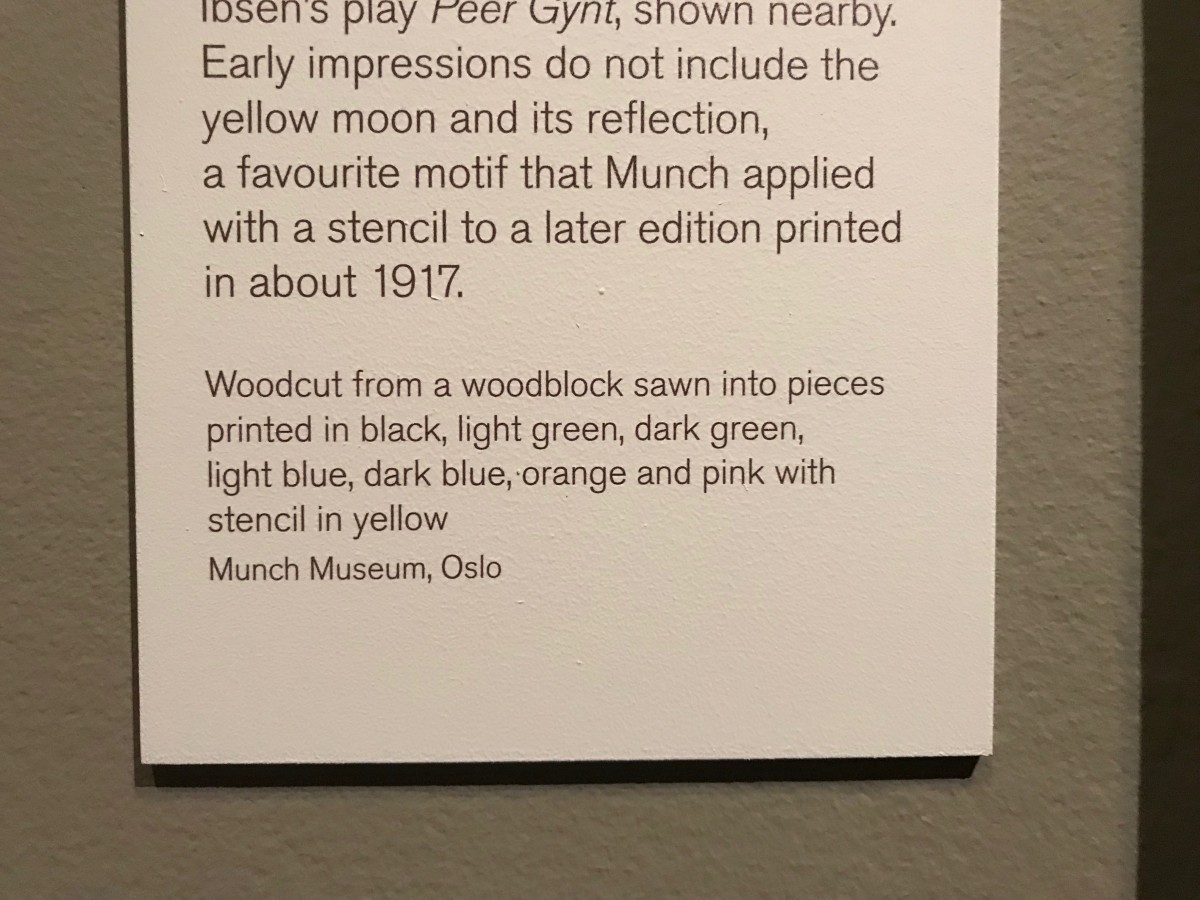 Ibsen's play Peer Gynt, shown nearby.
Early impressions do not include the
yellow moon and its reflection,
a favourite motif that Munch applied
with a stencil to a later edition printed
in about 1917.
Woodcut from a woodblock sawn into pieces
printed in black, light green, dark green,
light blue, dark blue, orange and pink with
stencil in yellow
Munch Museum, Oslo